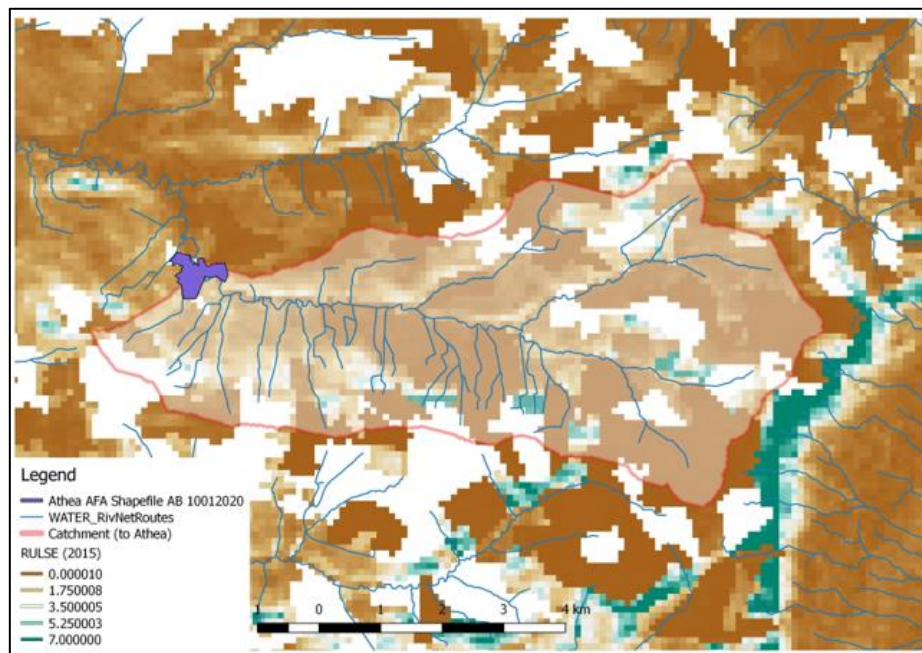 Legend
Athea AFA Shapefile AB 10012020
WATER_RivNetRoutes
Catchment (to Athea)
RULSE (2015)
0.000010
1.750008
3.500005
5.250003
7.000000
1 0 1 2 3 4 km